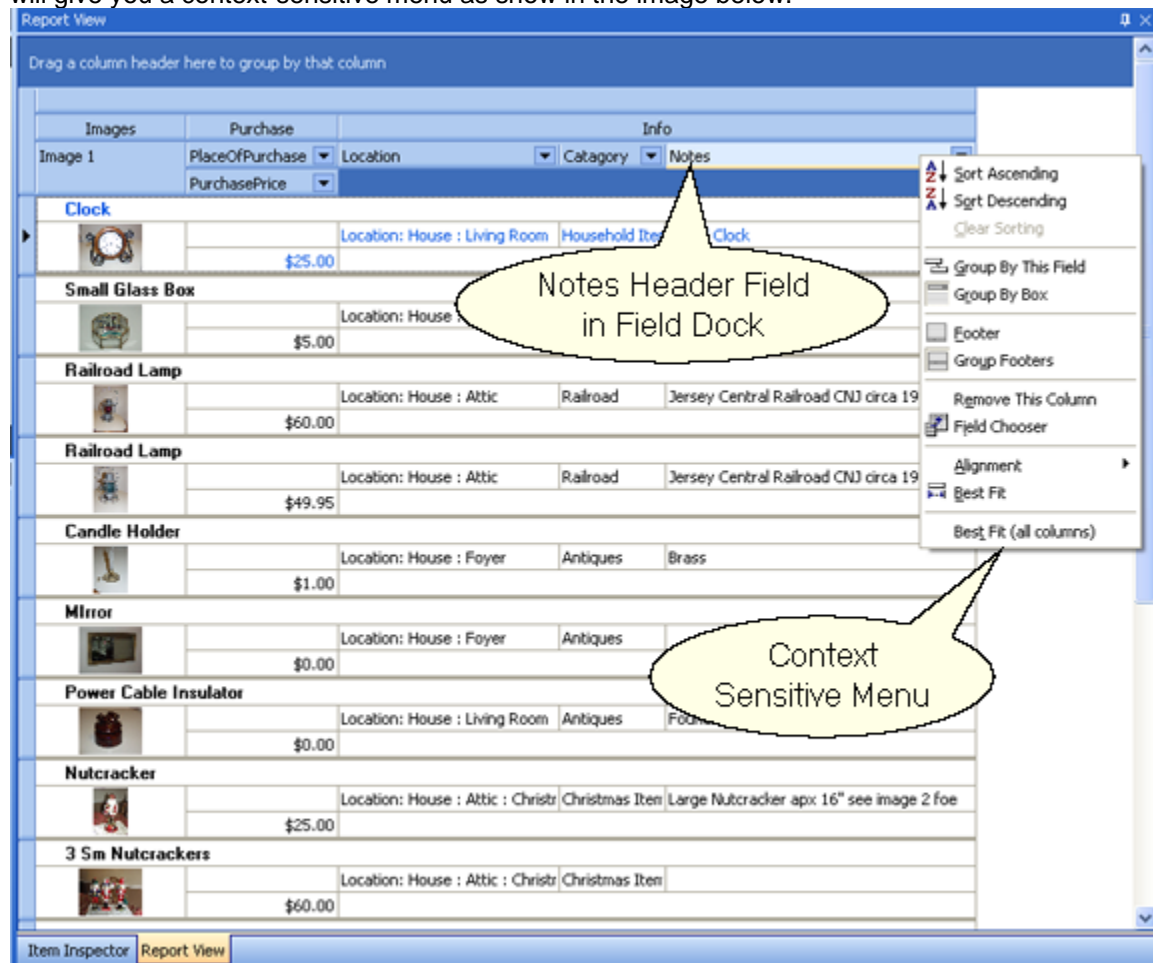 will give you a context-sensitive menu as show in the image below.
Report View
Drag a column header here to group by that column
Images Purchase Info
Image 1 PlaceOfPurchase Location Catagory Notes
PurchasePrice
Clock
Location: House : Living Room Household Clock
$25.00
Small Glass Box
Location: House :
$5.00
Railroad Lamp
Location: House : Attic Railroad Jersey Central Railroad CNJ circa 19
$60.00
Railroad Lamp
Location: House : Attic Railroad Jersey Central Railroad CNJ circa 19
$49.95
Candle Holder
Location: House : Foyer Antiques Brass
$1.00
MIrror
Location: House : Foyer Antiques
$0.00
Power Cable Insulator
Location: House : Living Room Antiques
$0.00
Nutcracker
Location: House : Attic : Christr Christmas Iten Large Nutcracker apx 16" see image 2 foe
$25.00
3 Sm Nutcrackers
Location: House : Attic : Christr Christmas Iten
$60.00
Notes Header Field
in Field Dock
Sort Ascending
Sort Descending
Clear Sorting
Group By This Field
Group By Box
Footer
Group Footers
Remove This Column
Field Chooser
Alignment
Best Fit
Best Fit (all columns)
Context
Sensitive Menu
Item Inspector Report View